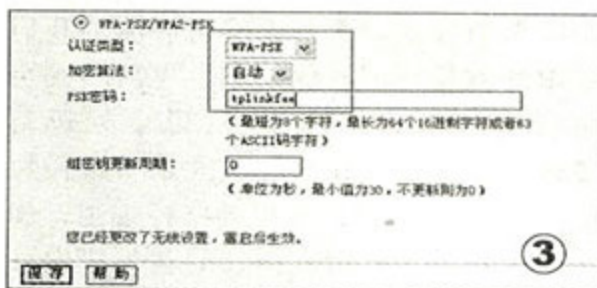 WPA-PSK/WPA2-PSK
认证类型： WPA-PSK
加密算法： 自动
PSK密码：
（最短为8个字符，最长为64个16进制字符或者63
个ASCII码字符）
组密钥更新周期： 0
（单位为秒，最小值为30，不更新则为0）
您已经更改了无线设置，重启后生效。
保存 帮助
③